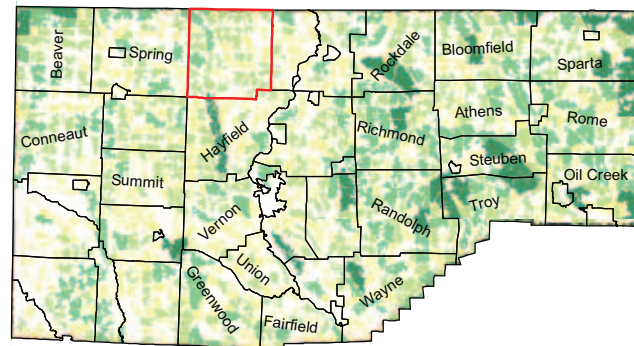 Beaver
Spring
Rockdale
Bloomfield
Sparta
Conneaut
Hayfield
Richmond
Athens
Rome
Summit
Steuben
Oil Creek
Vernon
Randolph
Troy
Union
Greenwood
Wayne
Fairfield